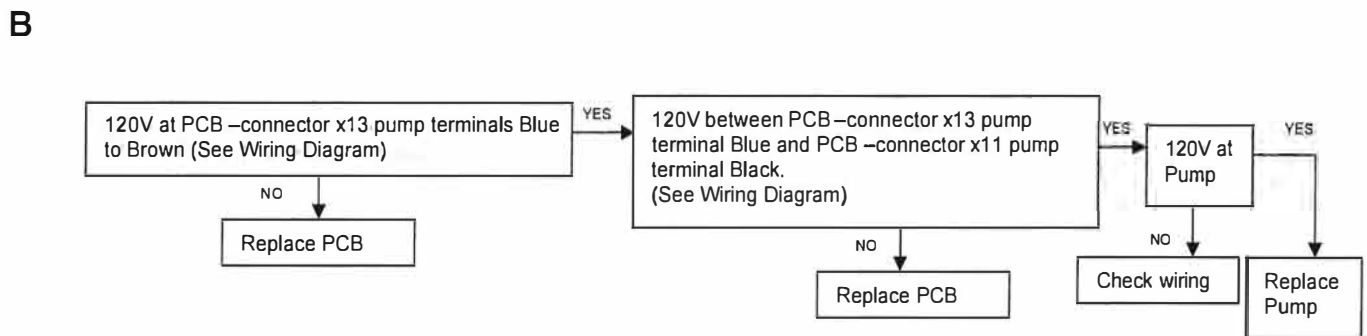 B
120V at PCB –connector x13 pump terminals Blue
to Brown (See Wiring Diagram)
YES
NO
Replace PCB
120V between PCB –connector x13 pump
terminal Blue and PCB –connector x11 pump
terminal Black.
(See Wiring Diagram)
YES
NO
Replace PCB
120V at
Pump
YES
NO
Check wiring
Replace
Pump